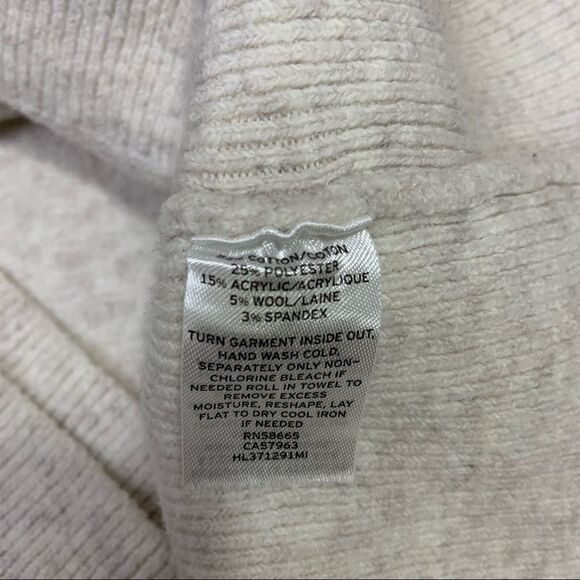 COTTON/COTON
25% POLYESTER
15% ACRYLIC/ACRYLIQUE
5% WOOL/LAINE
3% SPANDEX
TURN GARMENT INSIDE OUT,
HAND WASH COLD,
SEPARATELY ONLY NON-
CHLORINE BLEACH IF
NEEDED ROLL IN TOWEL TO
REMOVE EXCESS
MOISTURE, RESHAPE, LAY
FLAT TO DRY COOL IRON
IF NEEDED
RN58665
CA57963
HL371291MI